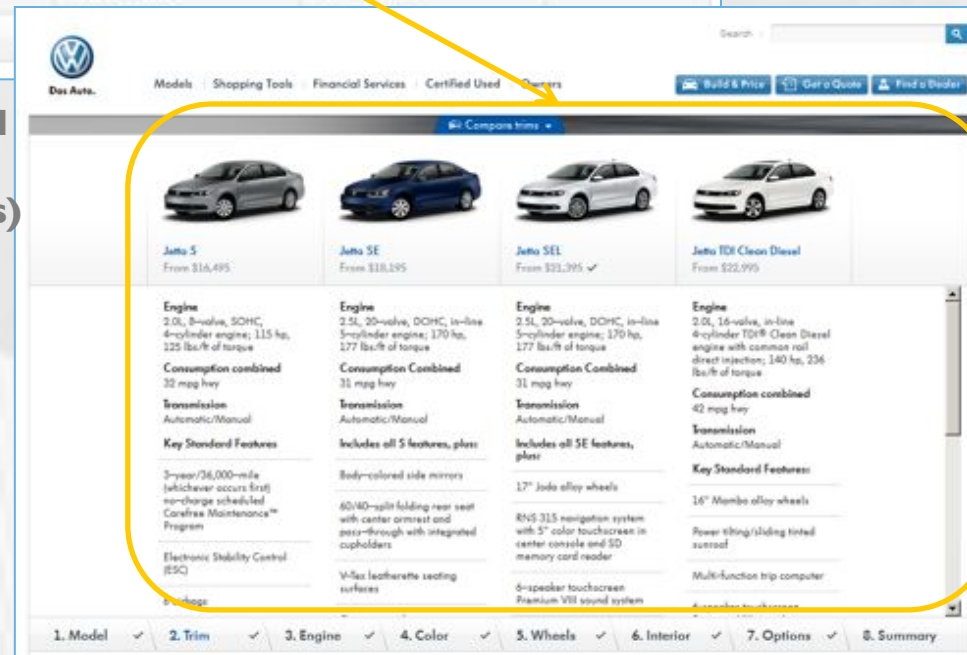 Search
Das Auto.
Models Shopping Tools Financial Services Certified Used Owners
Build & Price Get a Quote Find a Dealer
s)
Compare trims
Jetta S
From $16,495
Jetta SE
From $18,195
Jetta SEL
From $21,395 ✓
Jetta TDI Clean Diesel
From $22,995
Engine
2.0L, 8-valve, SOHC,
4-cylinder engine; 115 hp,
125 lbs/ft of torque
Consumption combined
32 mpg hwy
Transmission
Automatic/Manual
Key Standard Features
3-year/36,000-mile
(whichever occurs first)
no-charge scheduled
Carefree Maintenance™
Program
Electronic Stability Control
(ESC)
6 airbags
Engine
2.5L, 20-valve, DOHC, in-line
5-cylinder engine; 170 hp,
177 lbs/ft of torque
Consumption Combined
31 mpg hwy
Transmission
Automatic/Manual
Includes all S features, plus:
Body-colored side mirrors
60/40-split folding rear seat
with center armrest and
pass-through with integrated
cupholders
V-Tex leatherette seating
surfaces
Engine
2.5L, 20-valve, DOHC, in-line
5-cylinder engine; 170 hp,
177 lbs/ft of torque
Consumption Combined
31 mpg hwy
Transmission
Automatic/Manual
Includes all SE features,
plus:
17" Joda alloy wheels
RNS 315 navigation system
with 5" color touchscreen in
center console and SD
memory card reader
6-speaker touchscreen
Premium VIII sound system
Engine
2.0L, 16-valve, in-line
4-cylinder TDI® Clean Diesel
engine with common rail
direct injection; 140 hp, 236
lbs/ft of torque
Consumption combined
42 mpg hwy
Transmission
Automatic/Manual
Key Standard Features:
16" Mambo alloy wheels
Power tilting/sliding tinted
sunroof
Multi-function trip computer
6-speaker touchscreen
1. Model ✓ 2. Trim ✓ 3. Engine ✓ 4. Color ✓ 5. Wheels ✓ 6. Interior ✓ 7. Options ✓ 8. Summary